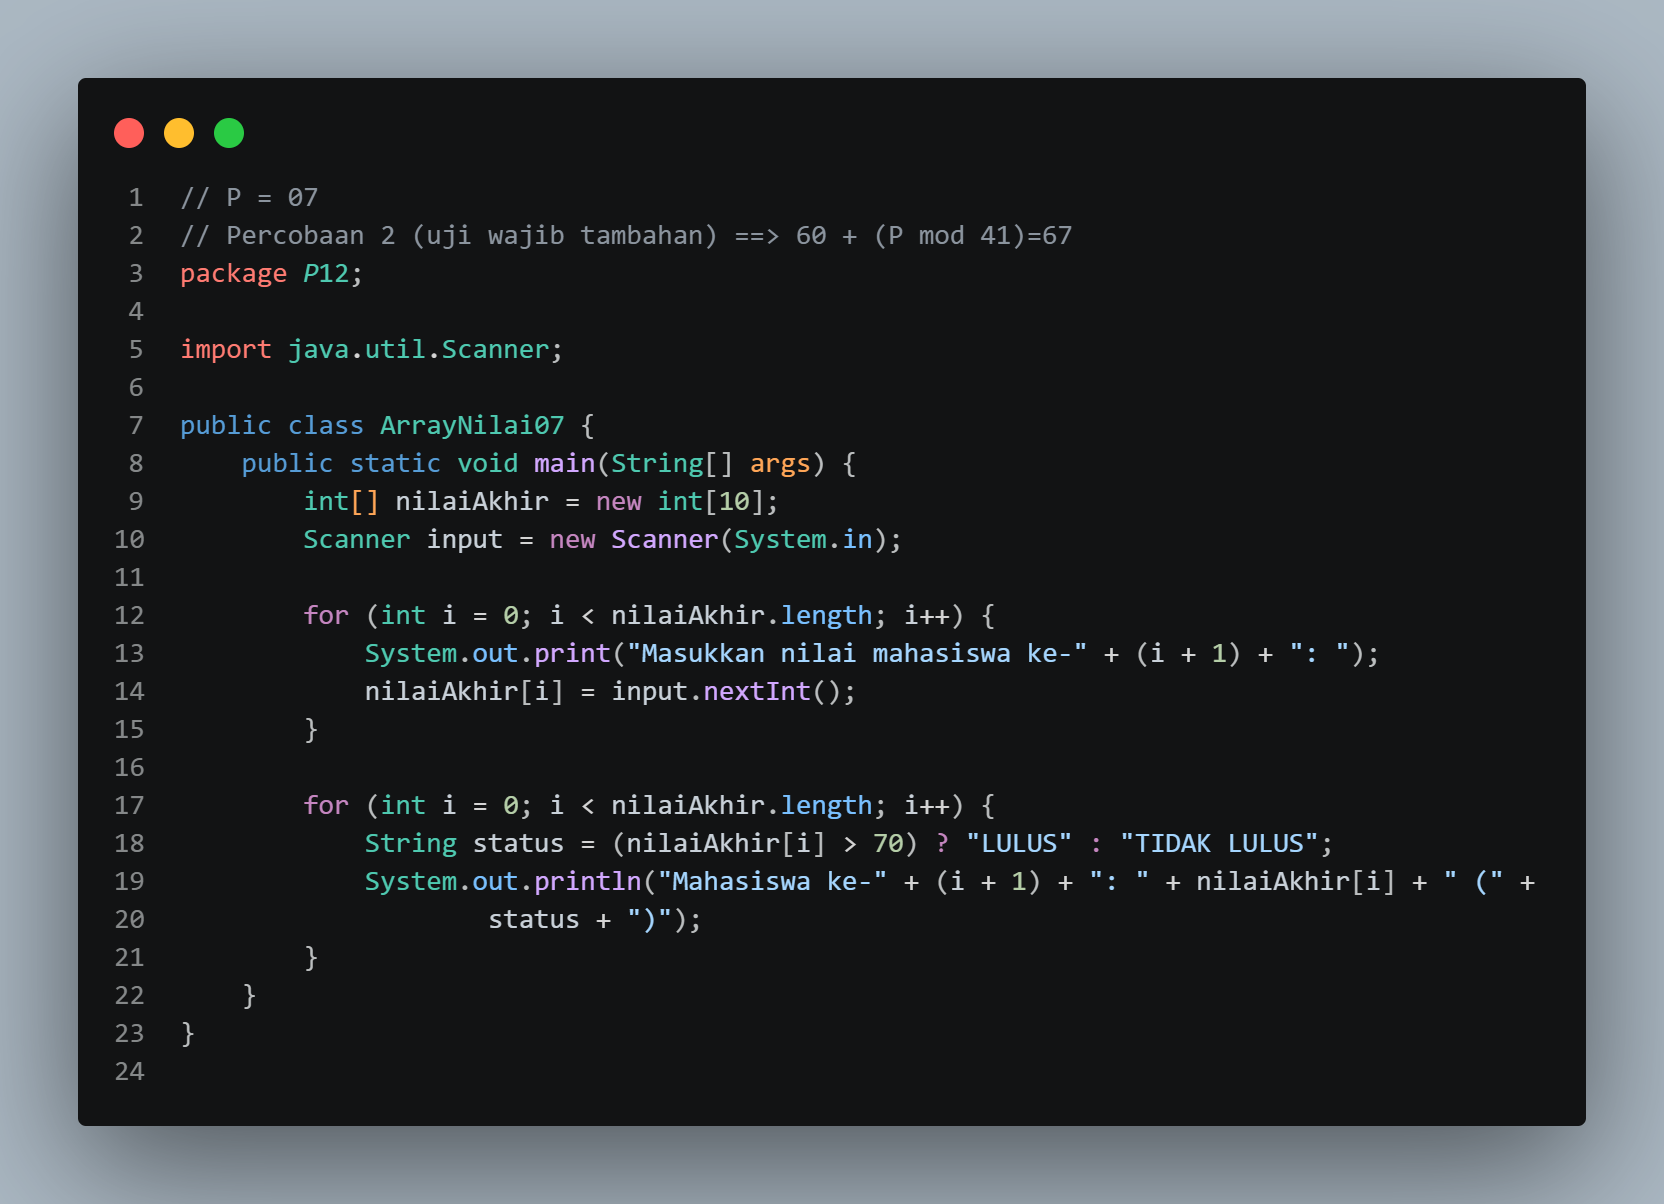 1 // P = 07
2 // Percobaan 2 (uji wajib tambahan) ==> 60 + (P mod 41)=67
3 package P12;
4
5 import java.util.Scanner;
6
7 public class ArrayNilai07 {
8     public static void main(String[] args) {
9         int[] nilaiAkhir = new int[10];
10         Scanner input = new Scanner(System.in);
11
12         for (int i = 0; i < nilaiAkhir.length; i++) {
13             System.out.print("Masukkan nilai mahasiswa ke-" + (i + 1) + ": ");
14             nilaiAkhir[i] = input.nextInt();
15         }
16
17         for (int i = 0; i < nilaiAkhir.length; i++) {
18             String status = (nilaiAkhir[i] > 70) ? "LULUS" : "TIDAK LULUS";
19             System.out.println("Mahasiswa ke-" + (i + 1) + ": " + nilaiAkhir[i] + " (" +
20                     status + ")");
21         }
22     }
23 }
24